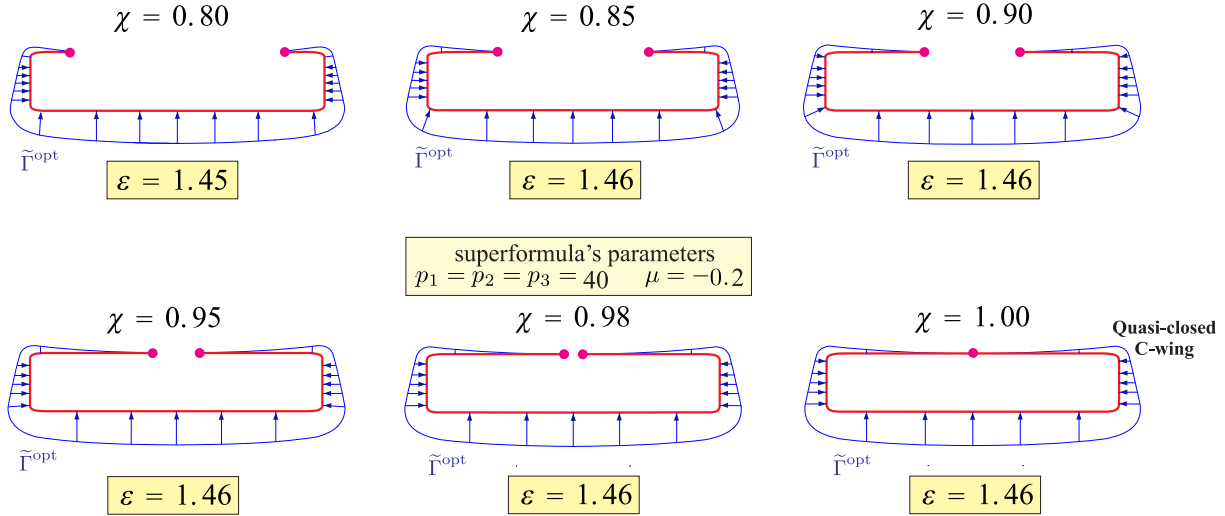 χ = 0.80
χ = 0.85
χ = 0.90
Γ̃ᵒᵖᵗ
Γ̃ᵒᵖᵗ
Γ̃ᵒᵖᵗ
ε = 1.45
ε = 1.46
ε = 1.46
superformula's parameters
p₁ = p₂ = p₃ = 40 μ = −0.2
χ = 0.95
χ = 0.98
χ = 1.00
Quasi-closed
C-wing
Γ̃ᵒᵖᵗ
Γ̃ᵒᵖᵗ
Γ̃ᵒᵖᵗ
ε = 1.46
ε = 1.46
ε = 1.46